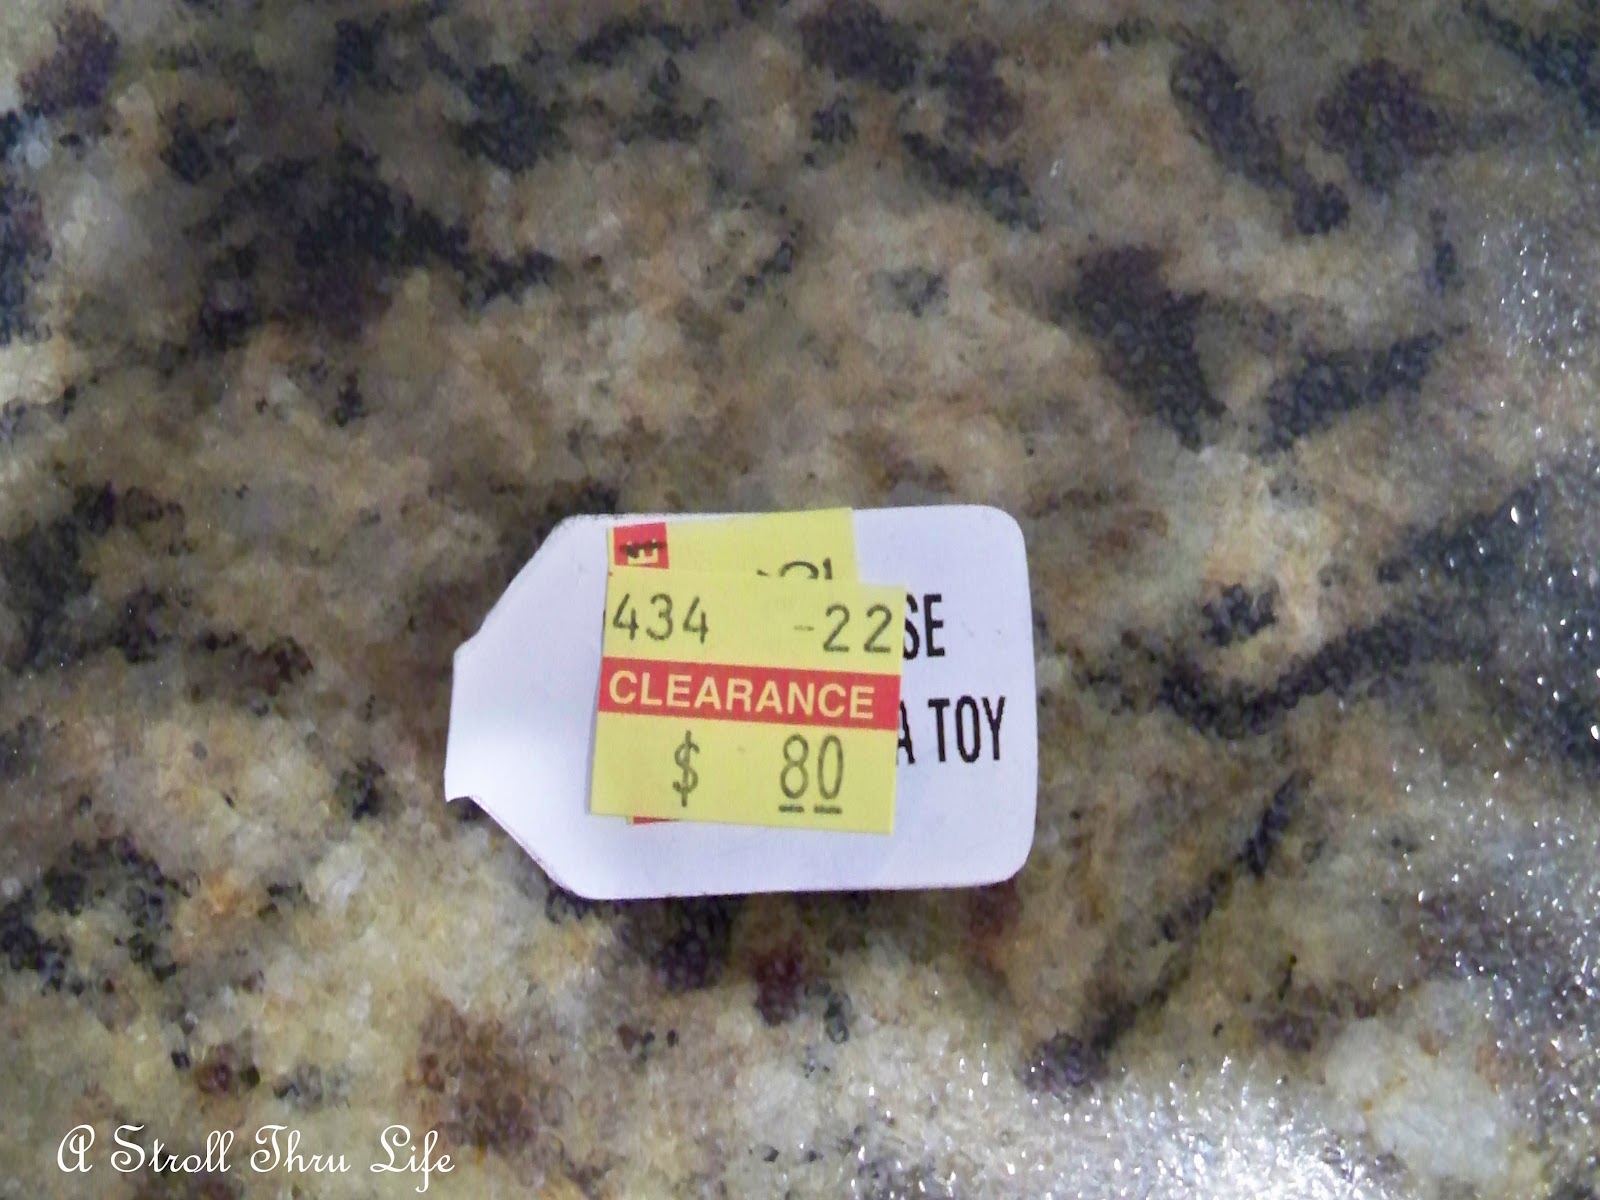 434 -22
SE
CLEARANCE
A TOY
$ 80
A Stroll Thru Life